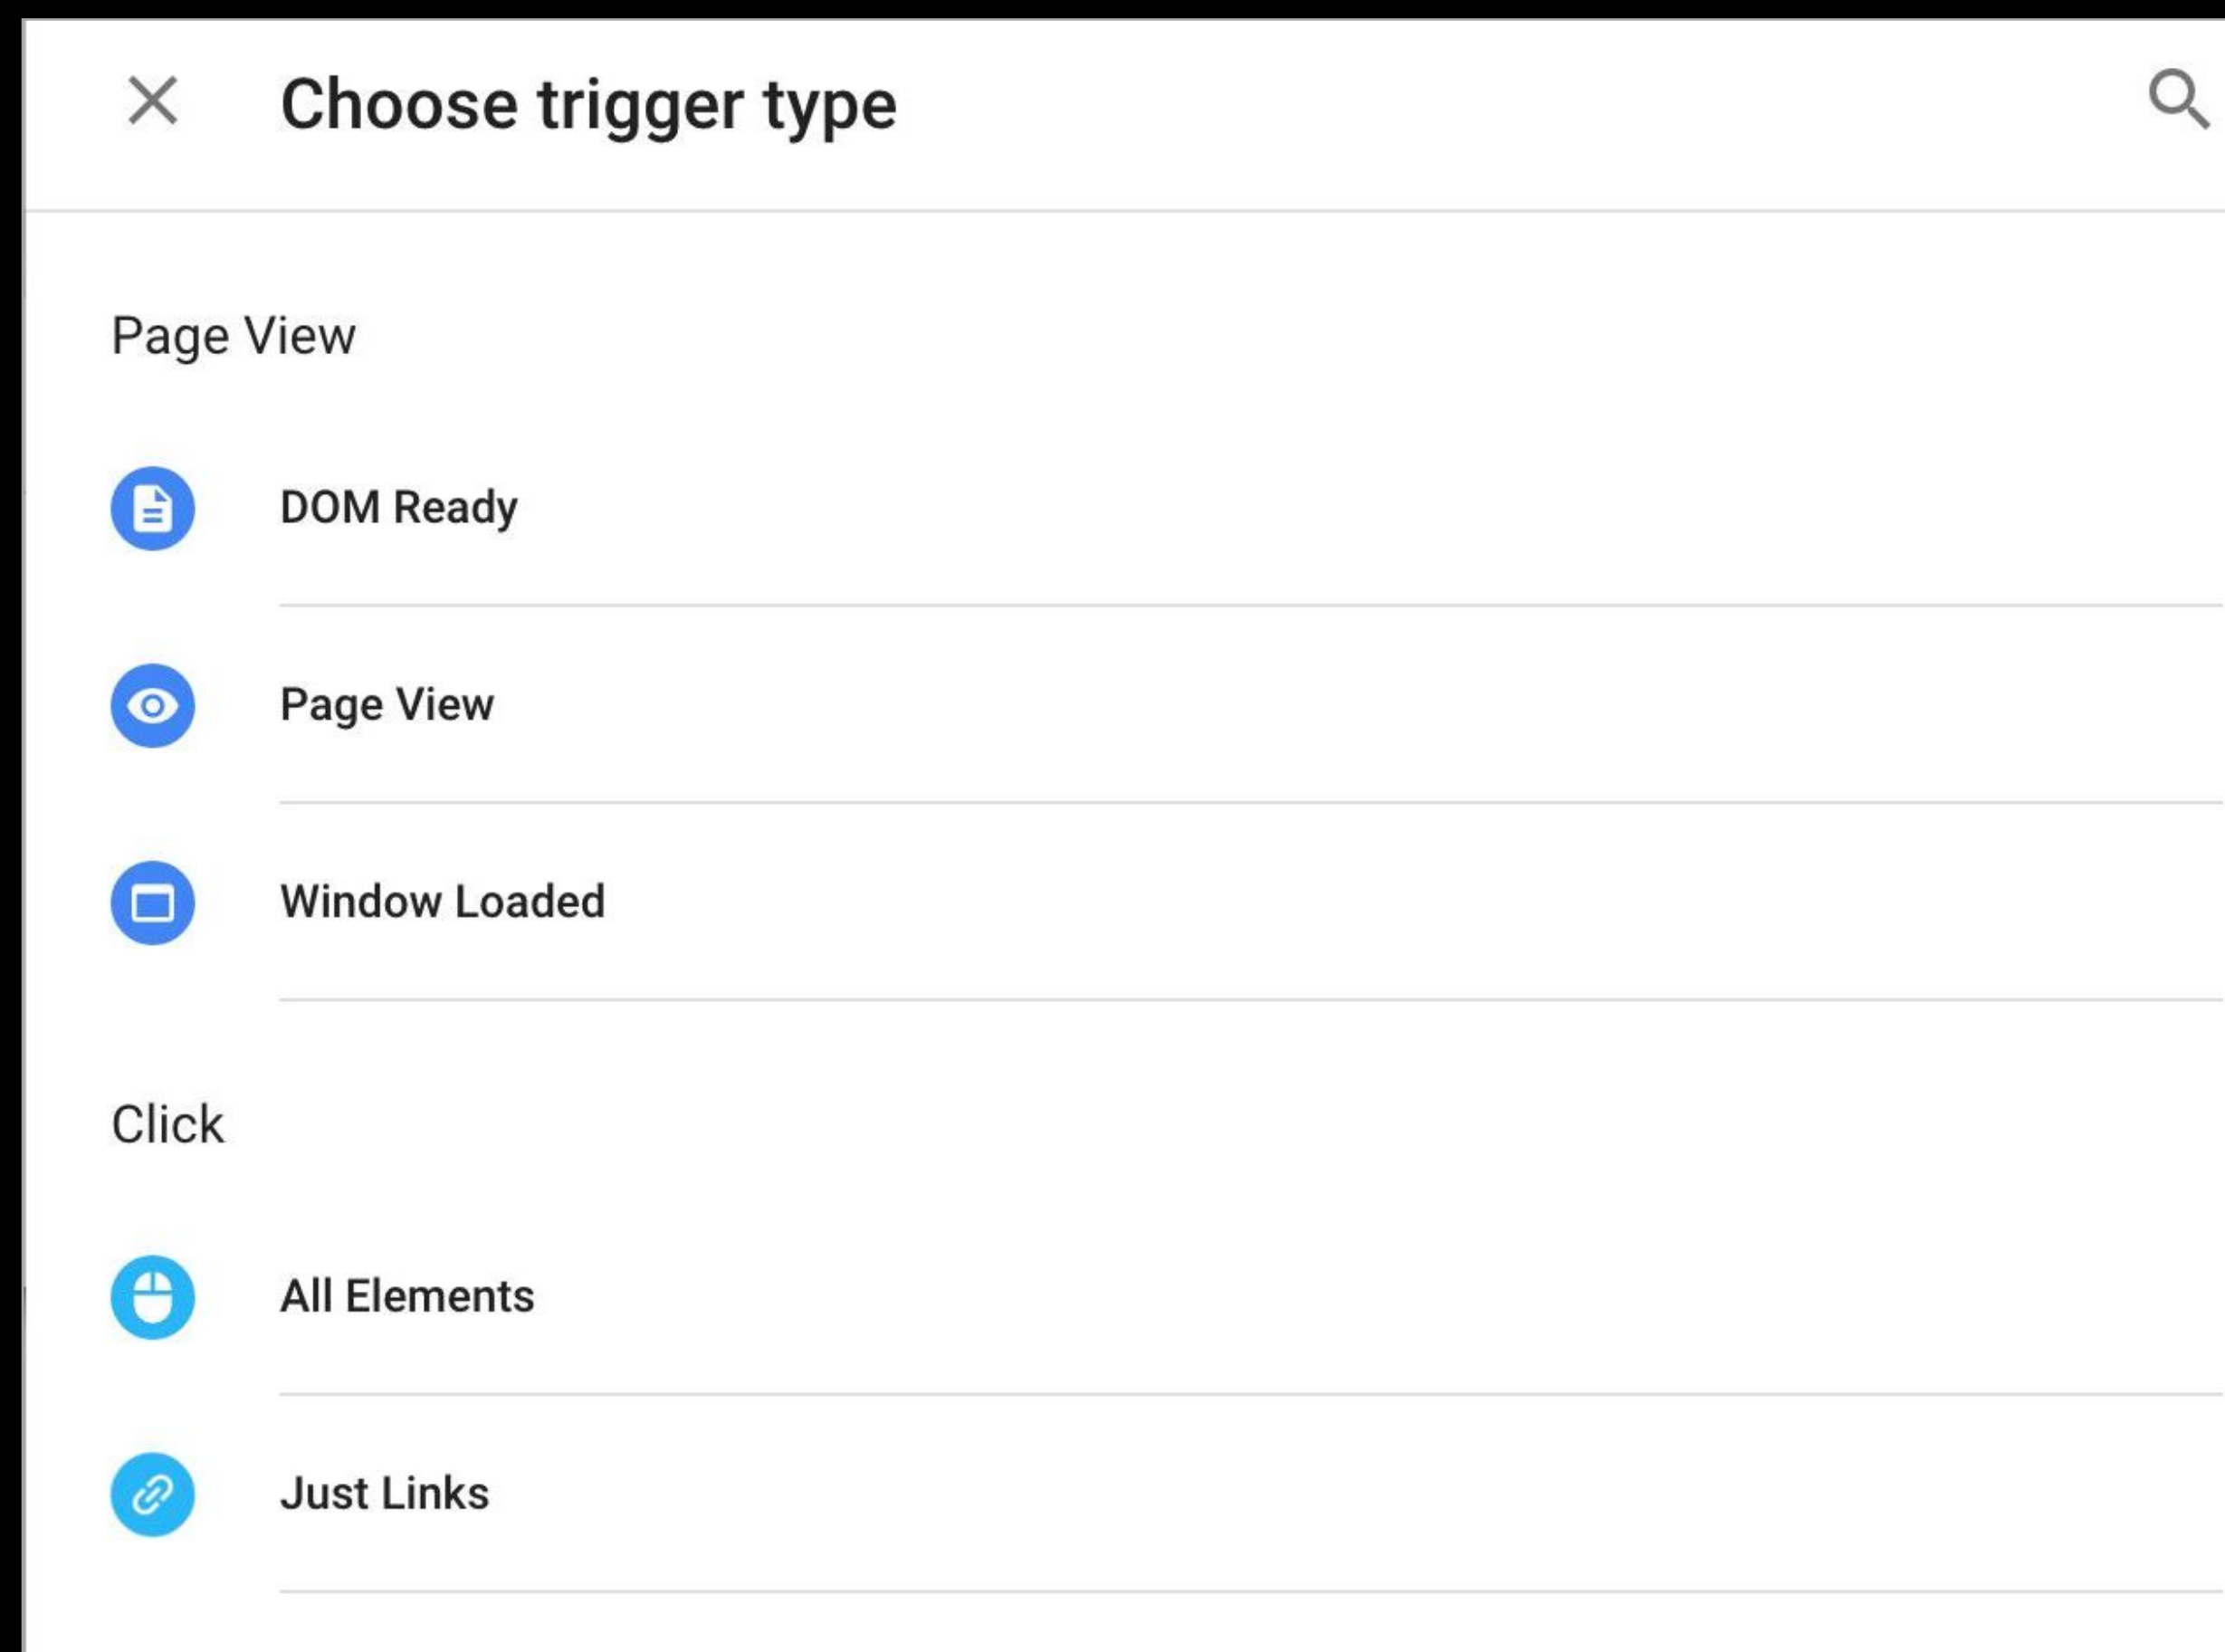 Choose trigger type
Page View
DOM Ready
Page View
Window Loaded
Click
All Elements
Just Links